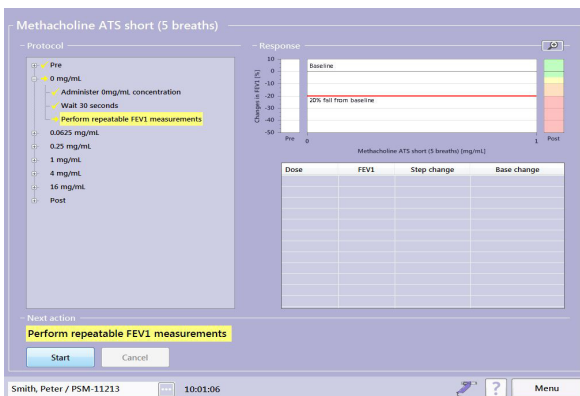 Methacholine ATS short (5 breaths)
Protocol
Pre
0 mg/mL
Administer 0mg/mL concentration
Wait 30 seconds
Perform repeatable FEV1 measurements
0.0625 mg/mL
0.25 mg/mL
1 mg/mL
4 mg/mL
16 mg/mL
Post
Response
Changes in FEV1 [%]
10
0
-10
-20
-30
-40
-50
Baseline
20% fall from baseline
Pre
0
1
Post
Methacholine ATS short (5 breaths) [mg/mL]
Dose FEV1 Step change Base change
Next action
Perform repeatable FEV1 measurements
Start Cancel
Smith, Peter / PSM-11213 ... 10:01:06 ? Menu